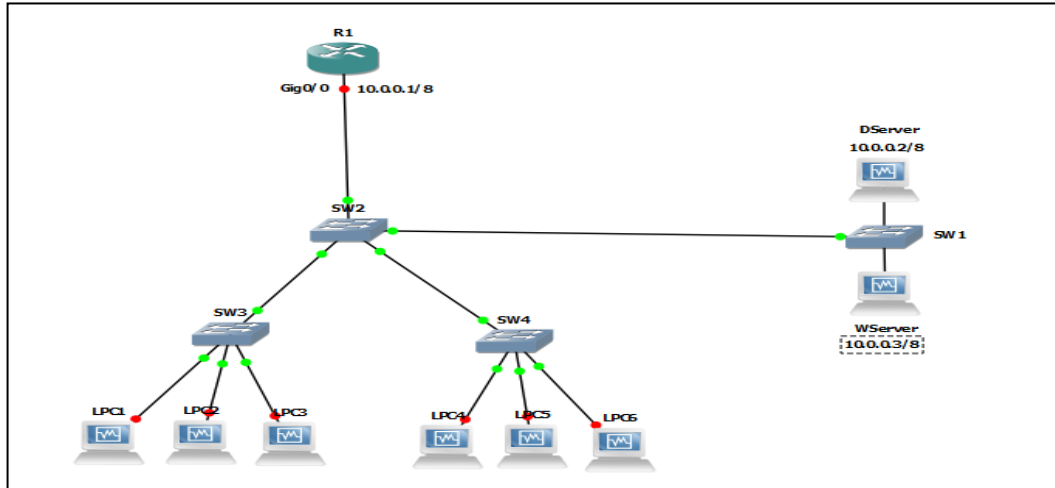 R1
Gig0/0 10.0.0.1/8
DServer
10.0.0.2/8
SW2
SW1
WServer
10.0.0.3/8
SW3
SW4
LPC1
LPC2
LPC3
LPC4
LPC5
LPC6